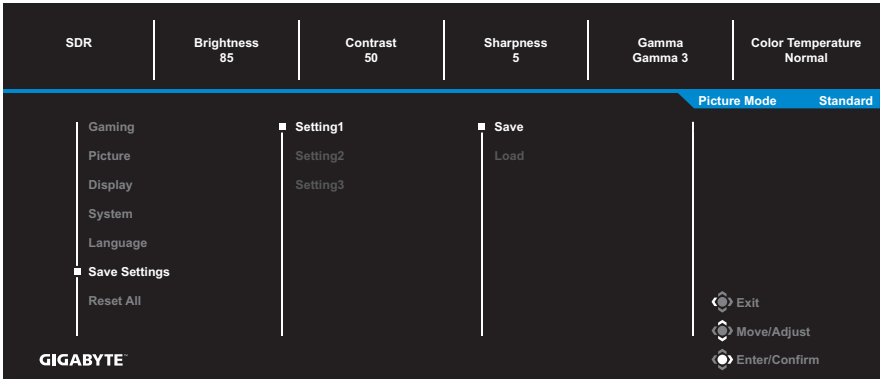 SDR Brightness Contrast Sharpness Gamma Color Temperature
85 50 5 Gamma 3 Normal
Picture Mode Standard
Gaming Setting1 Save
Picture Setting2 Load
Display Setting3
System
Language
Save Settings
Reset All
Exit
Move/Adjust
GIGABYTE™ Enter/Confirm